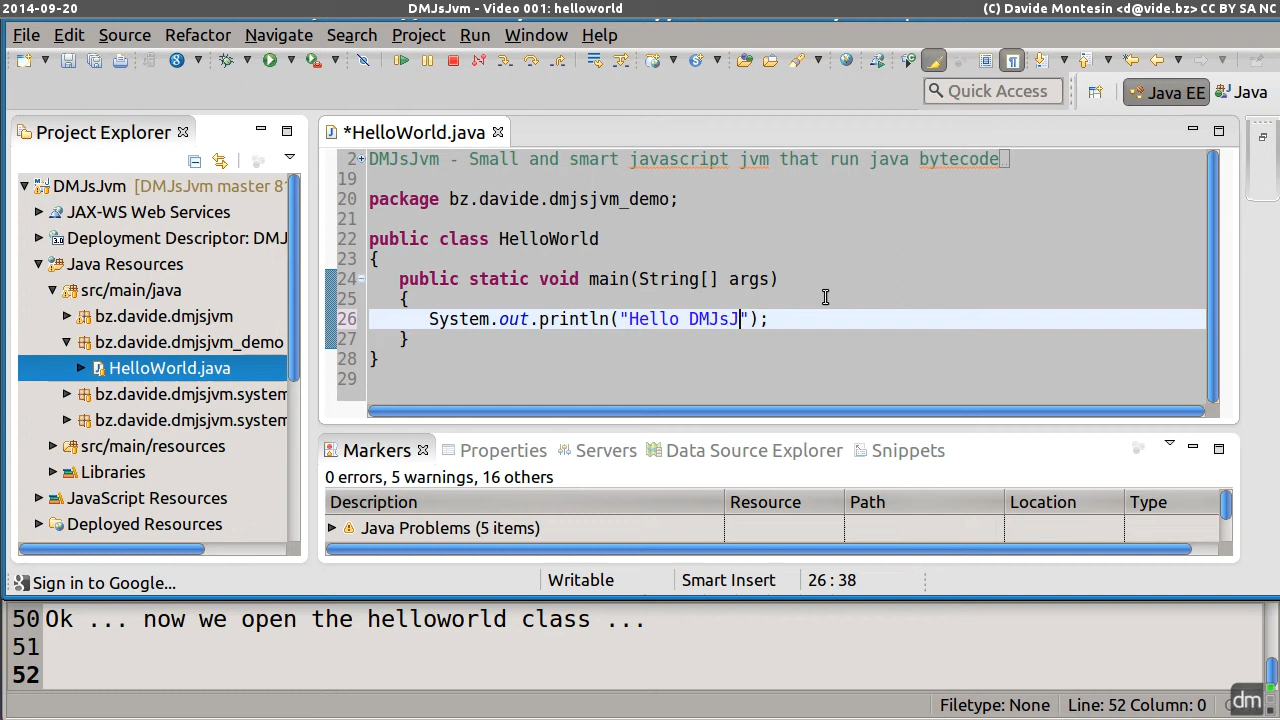 2014-09-20 DMJsJvm - Video 001: helloworld (C) Davide Montesin <d@vide.bz> CC BY SA NC
File Edit Source Refactor Navigate Search Project Run Window Help
Quick Access Java EE Java
Project Explorer
DMJsJvm [DMJsJvm master 81
JAX-WS Web Services
Deployment Descriptor: DMJ
Java Resources
src/main/java
bz.davide.dmjsjvm
bz.davide.dmjsjvm_demo
HelloWorld.java
bz.davide.dmjsjvm.system
bz.davide.dmjsjvm.system
src/main/resources
Libraries
JavaScript Resources
Deployed Resources
*HelloWorld.java
2 DMJsJvm - Small and smart javascript jvm that run java bytecode
19
20 package bz.davide.dmjsjvm_demo;
21
22 public class HelloWorld
23 {
24 public static void main(String[] args)
25 {
26 System.out.println("Hello DMJsJ");
27 }
28 }
29
Markers Properties Servers Data Source Explorer Snippets
0 errors, 5 warnings, 16 others
Description Resource Path Location Type
Java Problems (5 items)
Sign in to Google... Writable Smart Insert 26 : 38
50 Ok ... now we open the helloworld class ...
51
52
Filetype: None Line: 52 Column: 0
dm